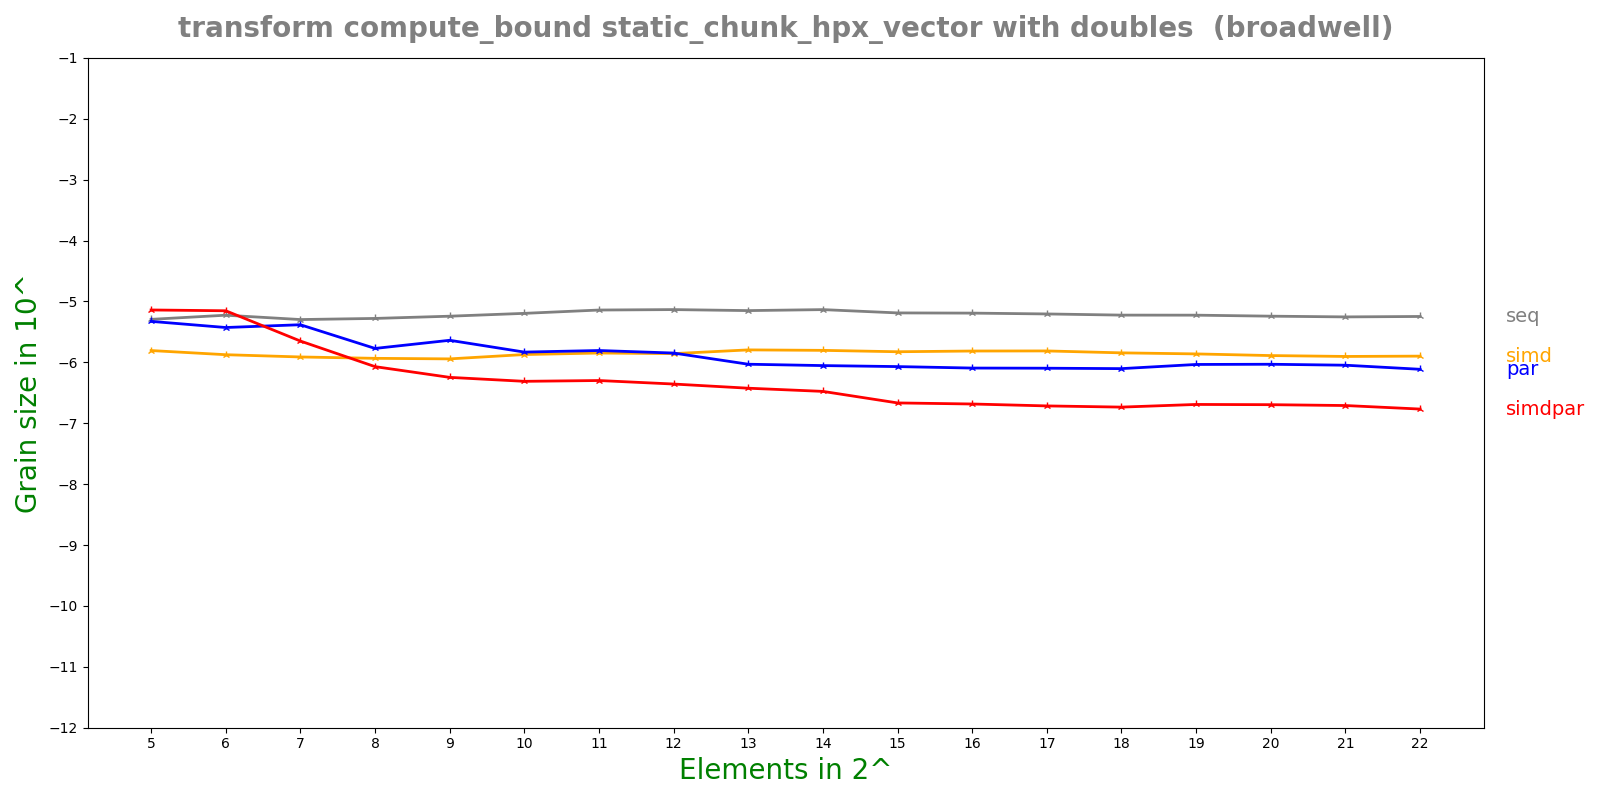 transform compute_bound static_chunk_hpx_vector with doubles  (broadwell)
Grain size in 10^
−1
−2
−3
−4
−5
−6
−7
−8
−9
−10
−11
−12
seq
simd
par
simdpar
5 6 7 8 9 10 11 12 13 14 15 16 17 18 19 20 21 22
Elements in 2^